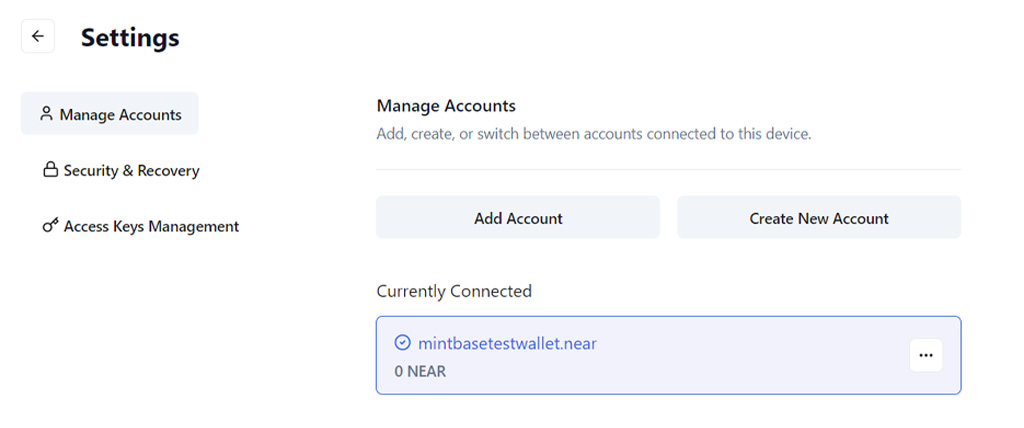 Settings
Manage Accounts
Security & Recovery
Access Keys Management
Manage Accounts
Add, create, or switch between accounts connected to this device.
Add Account
Create New Account
Currently Connected
mintbasetestwallet.near
0 NEAR